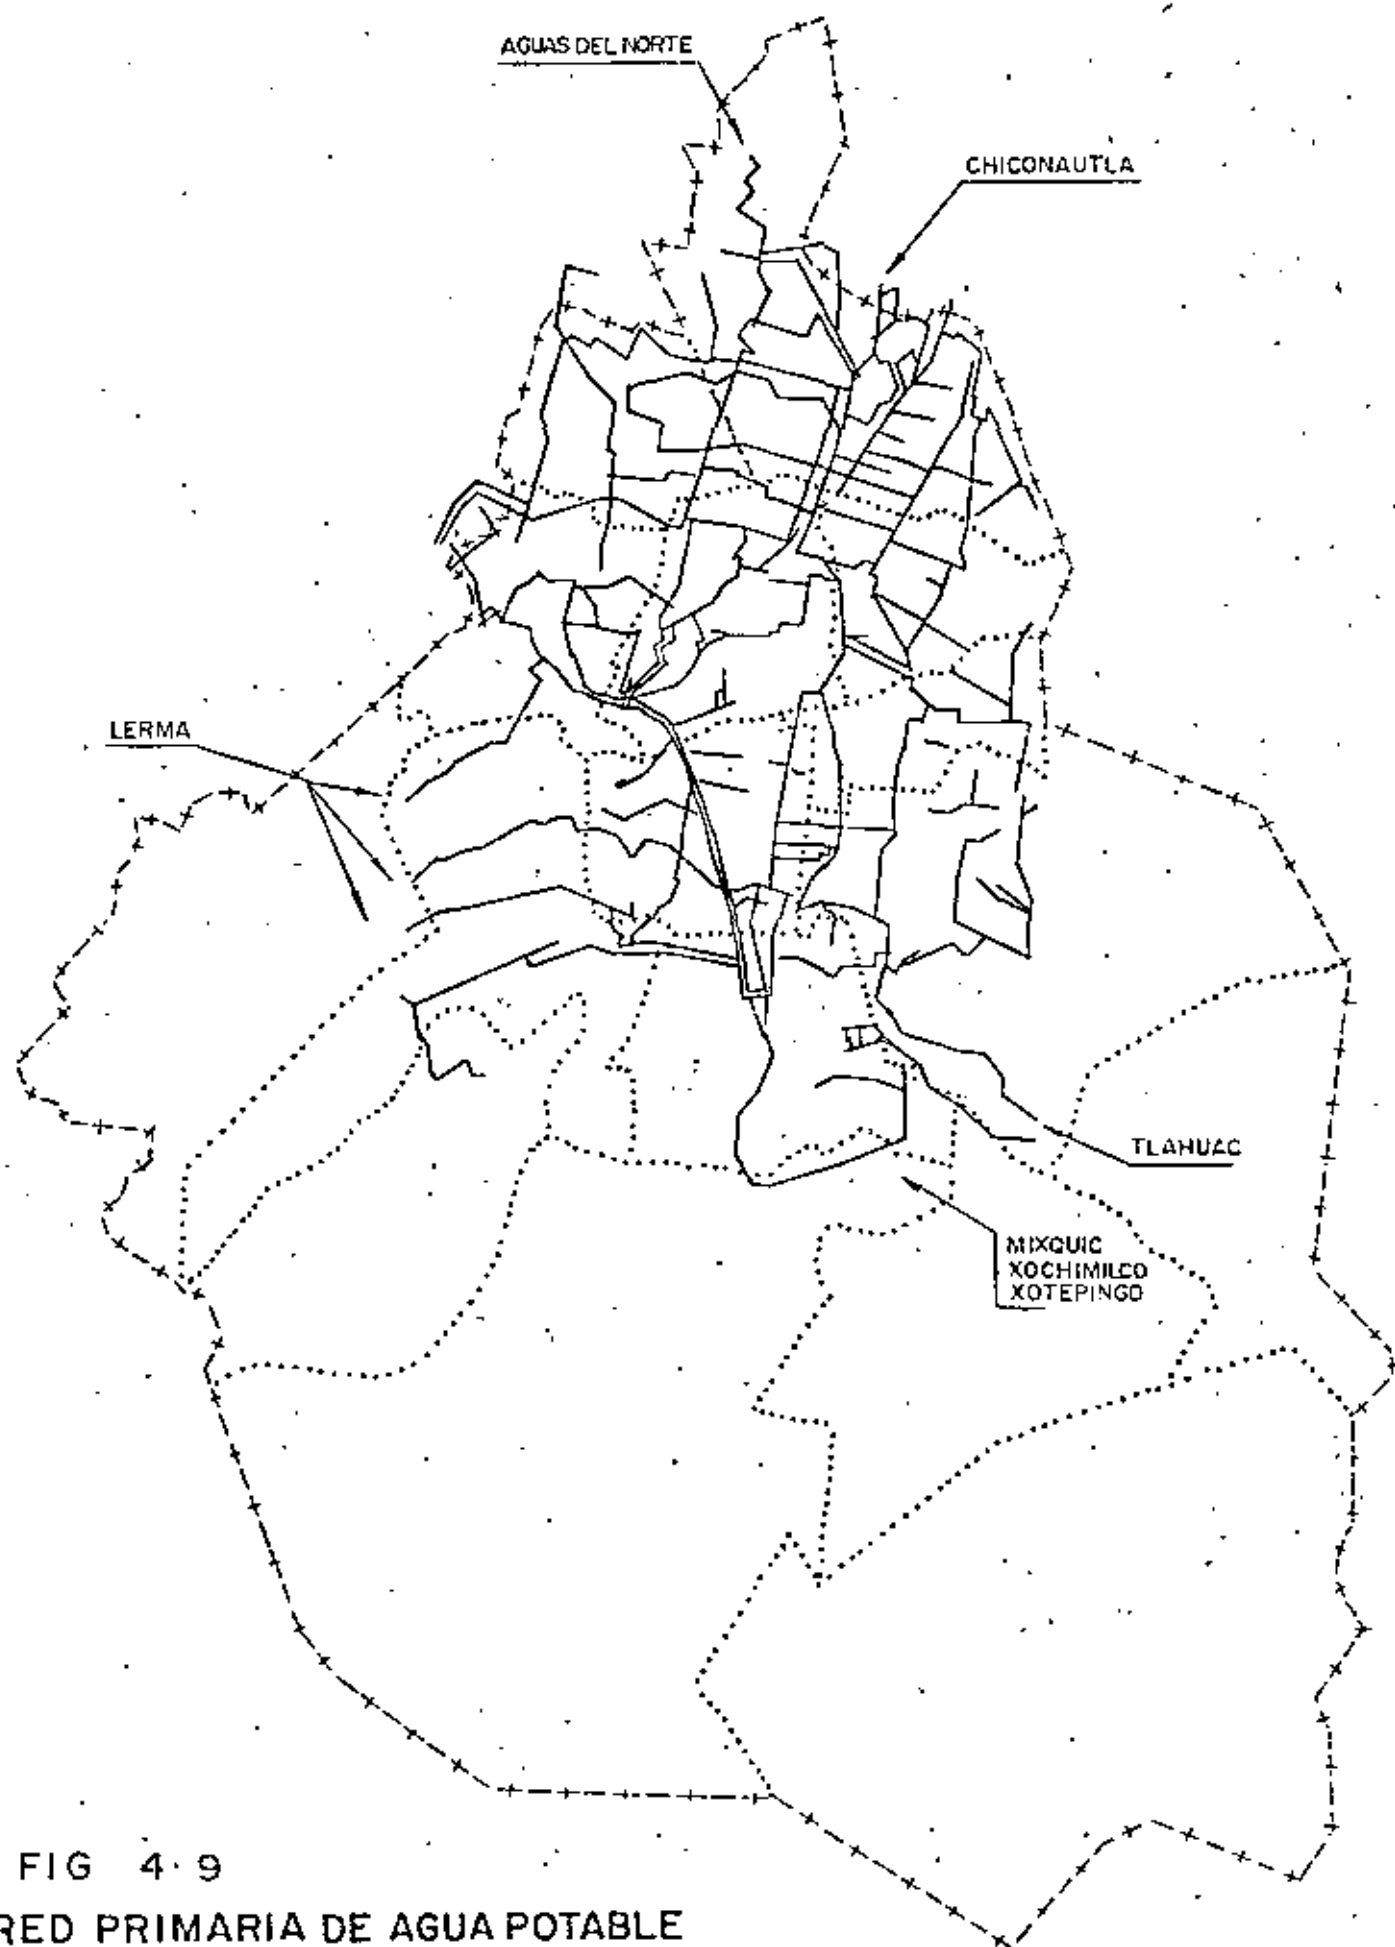 AGUAS DEL NORTE
CHICONAUTLA
LERMA
TLAHUAC
MIXQUIC
XOCHIMILCO
XOTEPINGO
FIG 4.9
RED PRIMARIA DE AGUA POTABLE